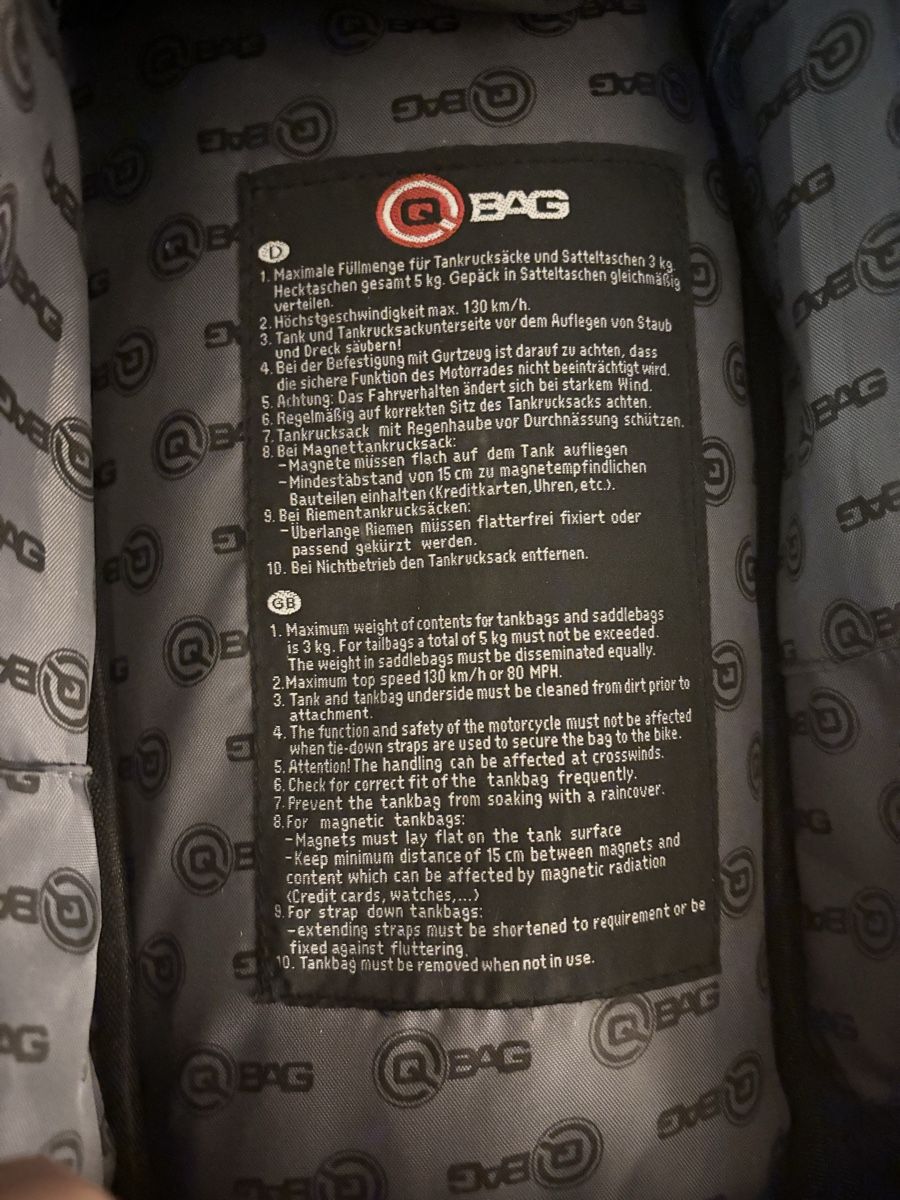 Q BAG
D
1. Maximale Füllmenge für Tankrucksäcke und Satteltaschen 3 kg.
Hecktaschen gesamt 5 kg. Gepäck in Satteltaschen gleichmäßig
verteilen.
2. Höchstgeschwindigkeit max. 130 km/h.
3. Tank und Tankrucksackunterseite vor dem Auflegen von Staub
und Dreck säubern!
4. Bei der Befestigung mit Gurtzeug ist darauf zu achten, dass
die sichere Funktion des Motorrades nicht beeinträchtigt wird.
5. Achtung: Das Fahrverhalten ändert sich bei starkem Wind.
6. Regelmäßig auf korrekten Sitz des Tankrucksacks achten.
7. Tankrucksack mit Regenhaube vor Durchnässung schützen.
8. Bei Magnettankrucksack:
-Magnete müssen flach auf dem Tank aufliegen
-Mindestabstand von 15 cm zu magnetempfindlichen
Bauteilen einhalten (Kreditkarten, Uhren, etc.).
9. Bei Riementankrucksäcken:
-Überlange Riemen müssen flatterfrei fixiert oder
passend gekürzt werden.
10. Bei Nichtbetrieb den Tankrucksack entfernen.
GB
1. Maximum weight of contents for tankbags and saddlebags
is 3 kg. For tailbags a total of 5 kg must not be exceeded.
The weight in saddlebags must be disseminated equally.
2. Maximum top speed 130 km/h or 80 MPH.
3. Tank and tankbag underside must be cleaned from dirt prior to
attachment.
4. The function and safety of the motorcycle must not be affected
when tie-down straps are used to secure the bag to the bike.
5. Attention! The handling can be affected at crosswinds.
6. Check for correct fit of the tankbag frequently.
7. Prevent the tankbag from soaking with a raincover.
8. For magnetic tankbags:
-Magnets must lay flat on the tank surface
-Keep minimum distance of 15 cm between magnets and
content which can be affected by magnetic radiation
(Credit cards, watches,...)
9. For strap down tankbags:
-extending straps must be shortened to requirement or be
fixed against fluttering.
10. Tankbag must be removed when not in use.
Q BAG
Q BAG
Q BAG